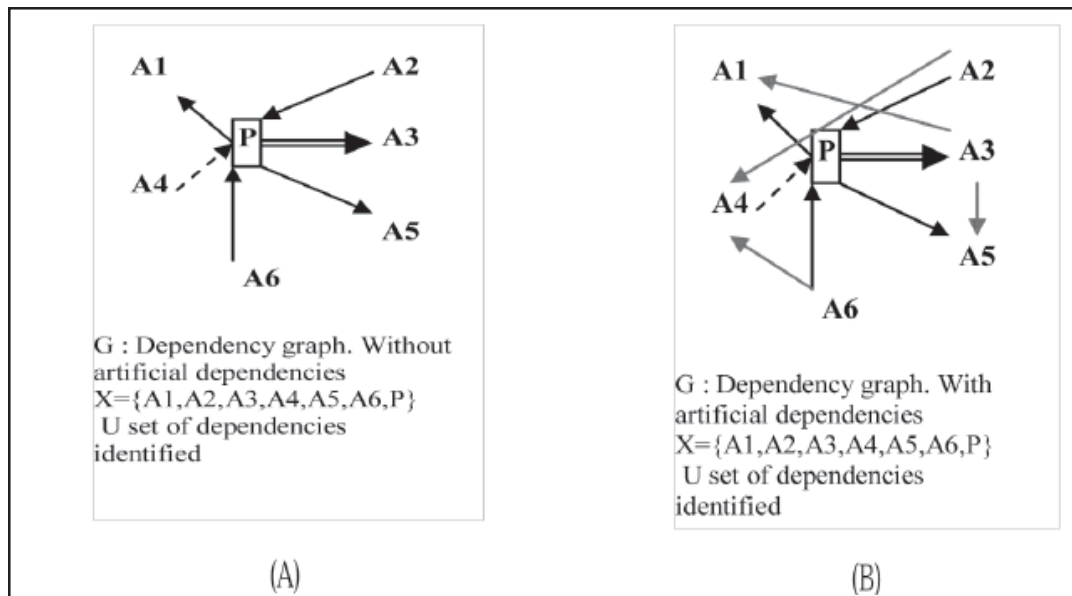 A1
A2
P
A3
A4
A5
A6
G : Dependency graph. Without
artificial dependencies
X={A1,A2,A3,A4,A5,A6,P}
U set of dependencies
identified
(A)
A1
A2
P
A3
A4
A5
A6
G : Dependency graph. With
artificial dependencies
X={A1,A2,A3,A4,A5,A6,P}
U set of dependencies
identified
(B)